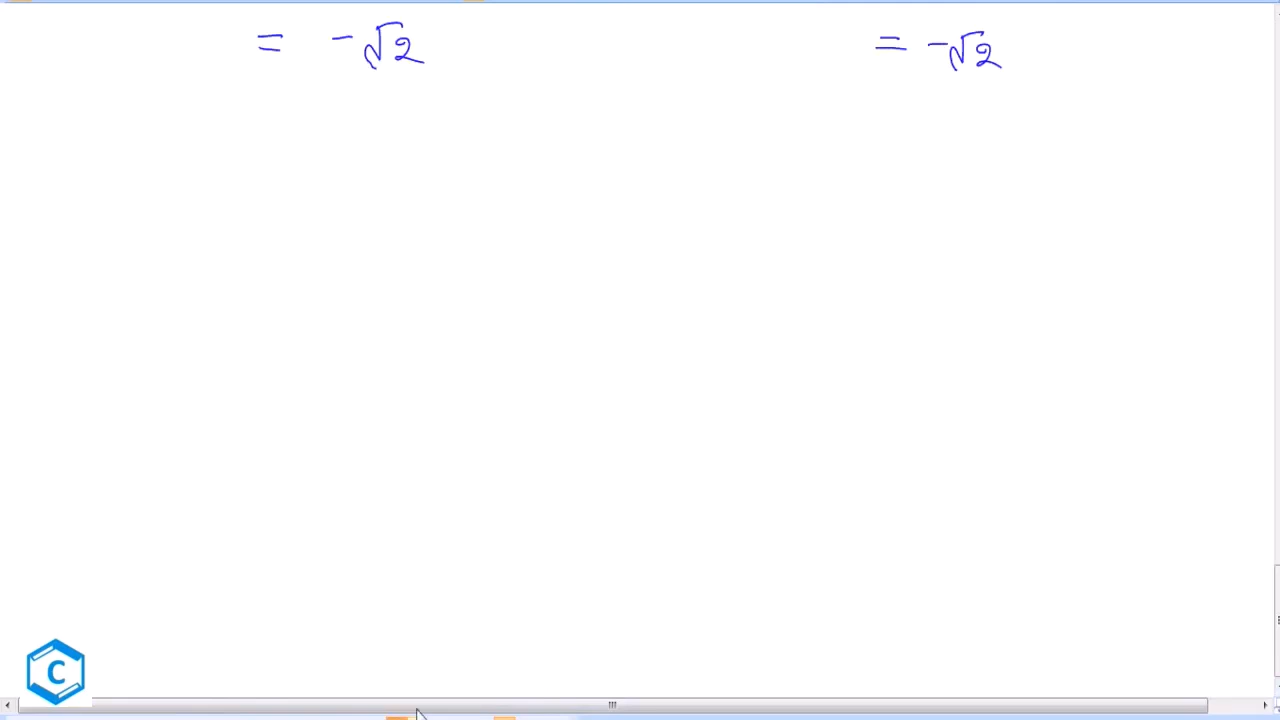 = -√2 = -√2
C